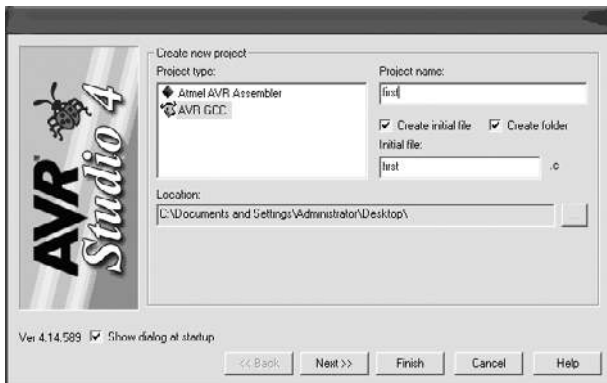 AVR
Studio 4
Create new project
Project type:
Atmel AVR Assembler
AVR GCC
Project name:
first
Create initial file
Create folder
Initial file:
first
.c
Location:
C:\Documents and Settings\Administrator\Desktop\
...
Ver 4.14.589
Show dialog at startup
<< Back
Next >>
Finish
Cancel
Help